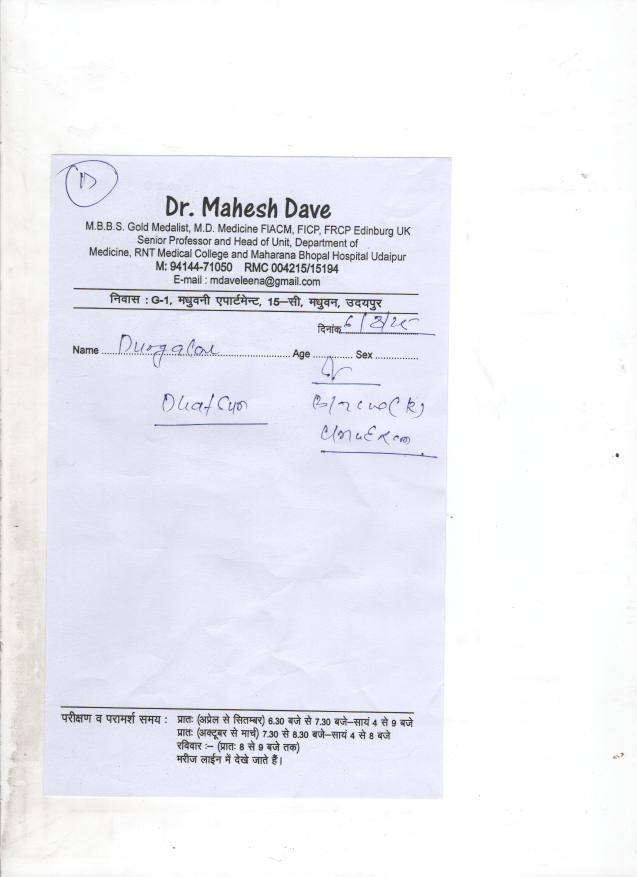 Dr. Mahesh Dave
M.B.B.S. Gold Medalist, M.D. Medicine FIACM, FICP, FRCP Edinburg UK
Senior Professor and Head of Unit, Department of
Medicine, RNT Medical College and Maharana Bhopal Hospital Udaipur
M: 94144-71050 RMC 004215/15194
E-mail : mdaveleena@gmail.com
निवास : G-1, मधुवनी एपार्टमेन्ट, 15–सी, मधुवन, उदयपुर
दिनांक 6/8/25
Name Age Sex
परीक्षण व परामर्श समय : प्रातः (अप्रेल से सितम्बर) 6.30 बजे से 7.30 बजे–सायं 4 से 9 बजे
प्रातः (अक्टूबर से मार्च) 7.30 से 8.30 बजे–सायं 4 से 8 बजे
रविवार :– (प्रातः 8 से 9 बजे तक)
मरीज लाईन में देखे जाते हैं।